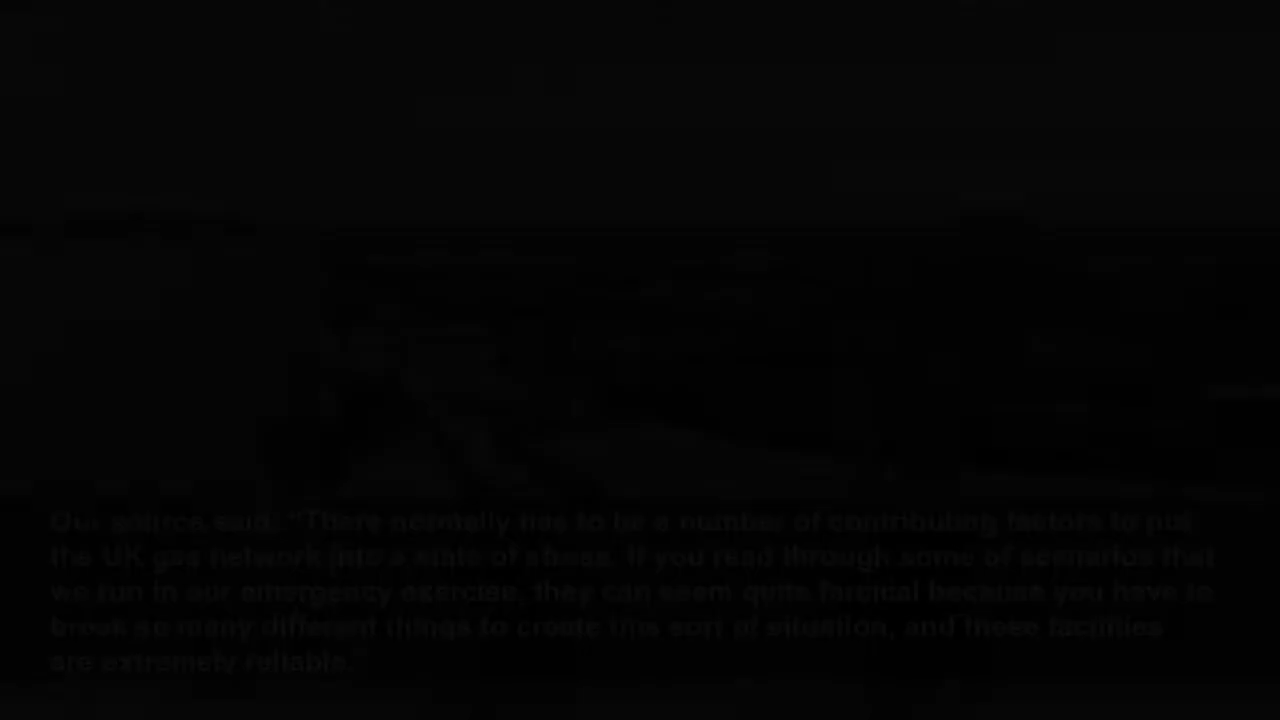 Our source said: "There normally has to be a number of contributing factors to put
the UK gas network into a state of stress. If you read through some of scenarios that
we run in our emergency exercise, they can seem quite farcical because you have to
break so many different things to create this sort of situation, and these facilities
are extremely reliable."